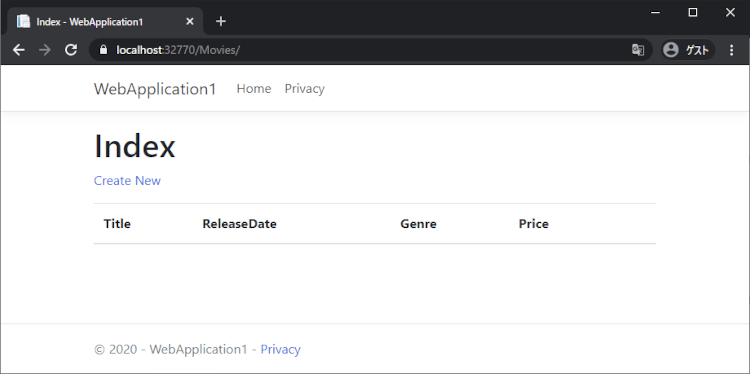 Index - WebApplication1
localhost:32770/Movies/
ゲスト
WebApplication1 Home Privacy
Index
Create New
Title ReleaseDate Genre Price
© 2020 - WebApplication1 - Privacy